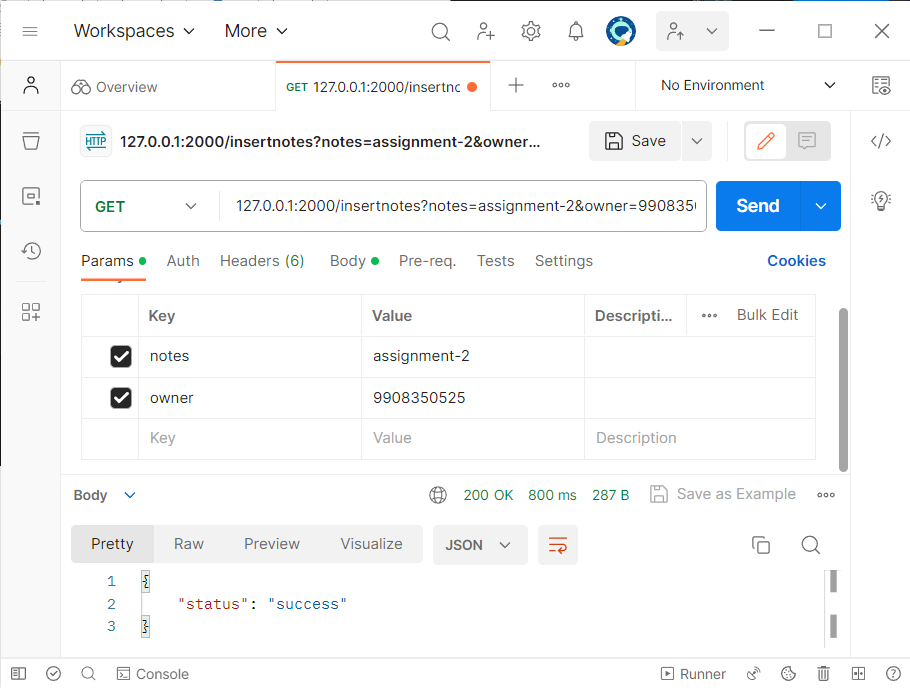 Workspaces More
Overview GET 127.0.0.1:2000/insertnc No Environment
HTTP 127.0.0.1:2000/insertnotes?notes=assignment-2&owner... Save
GET 127.0.0.1:2000/insertnotes?notes=assignment-2&owner=990835 Send
Params Auth Headers (6) Body Pre-req. Tests Settings Cookies
Key Value Descripti... Bulk Edit
notes assignment-2
owner 9908350525
Key Value Description
Body 200 OK 800 ms 287 B Save as Example
Pretty Raw Preview Visualize JSON
1 {
2 "status": "success"
3 }
Console Runner